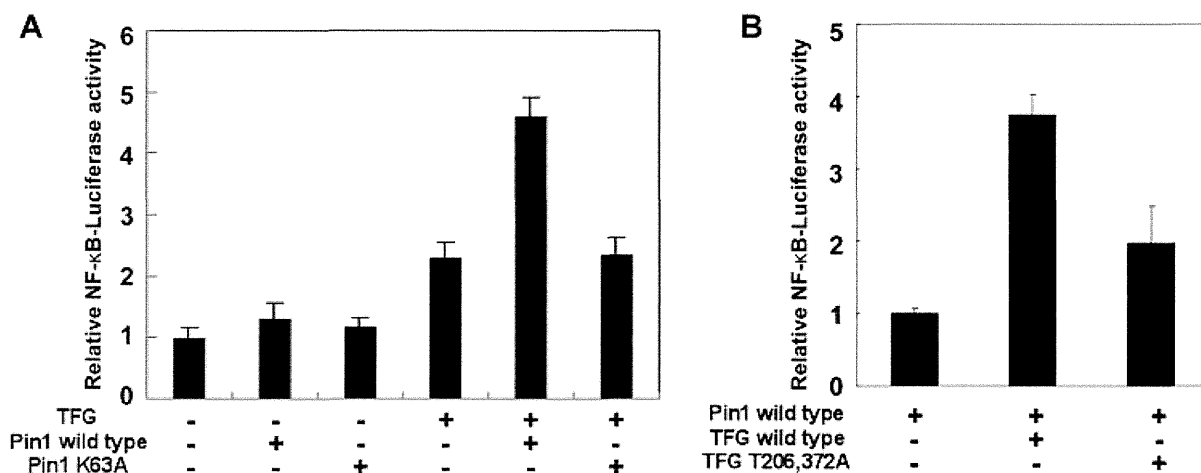 A
Relative NF-κB-Luciferase activity
6
5
4
3
2
1
0
TFG - - - + + +
Pin1 wild type - + - - + -
Pin1 K63A - - + - - +
B
Relative NF-κB-Luciferase activity
5
4
3
2
1
0
Pin1 wild type + + +
TFG wild type - + -
TFG T206,372A - - +